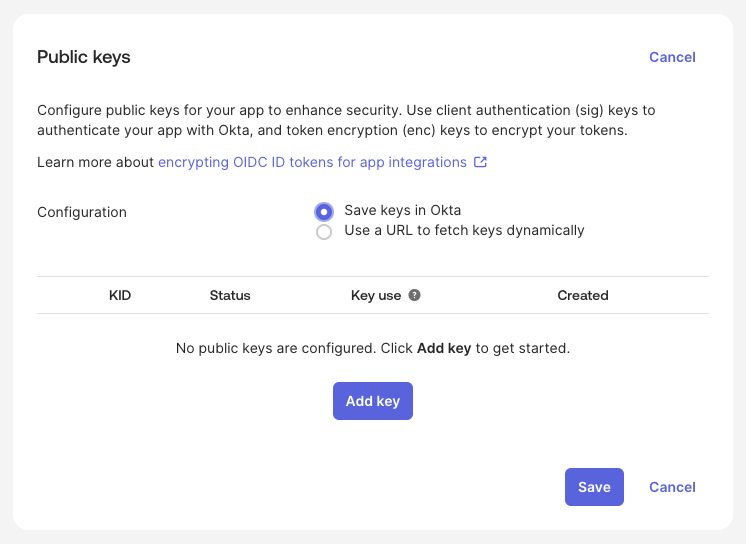 Public keys
Cancel
Configure public keys for your app to enhance security. Use client authentication (sig) keys to
authenticate your app with Okta, and token encryption (enc) keys to encrypt your tokens.
Learn more about encrypting OIDC ID tokens for app integrations
Configuration
Save keys in Okta
Use a URL to fetch keys dynamically
KID Status Key use ? Created
No public keys are configured. Click Add key to get started.
Add key
Save Cancel